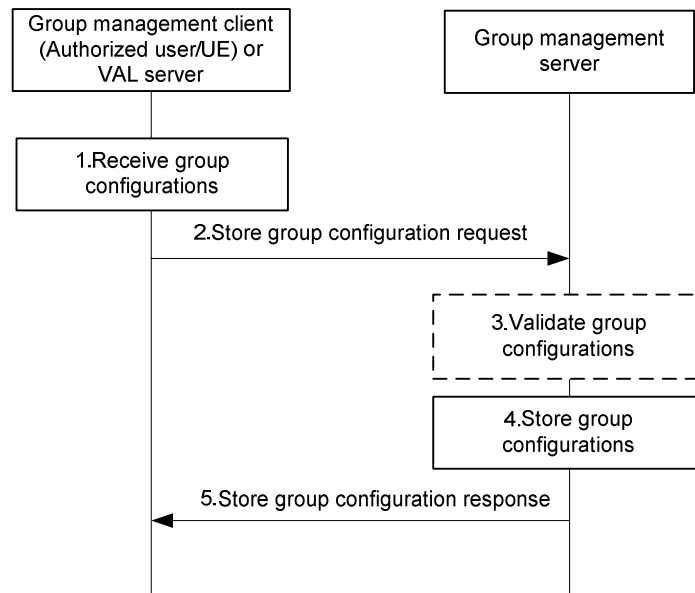 Group management client
(Authorized user/UE) or
VAL server
Group management
server
1.Receive group
configurations
2.Store group configuration request
3.Validate group
configurations
4.Store group
configurations
5.Store group configuration response